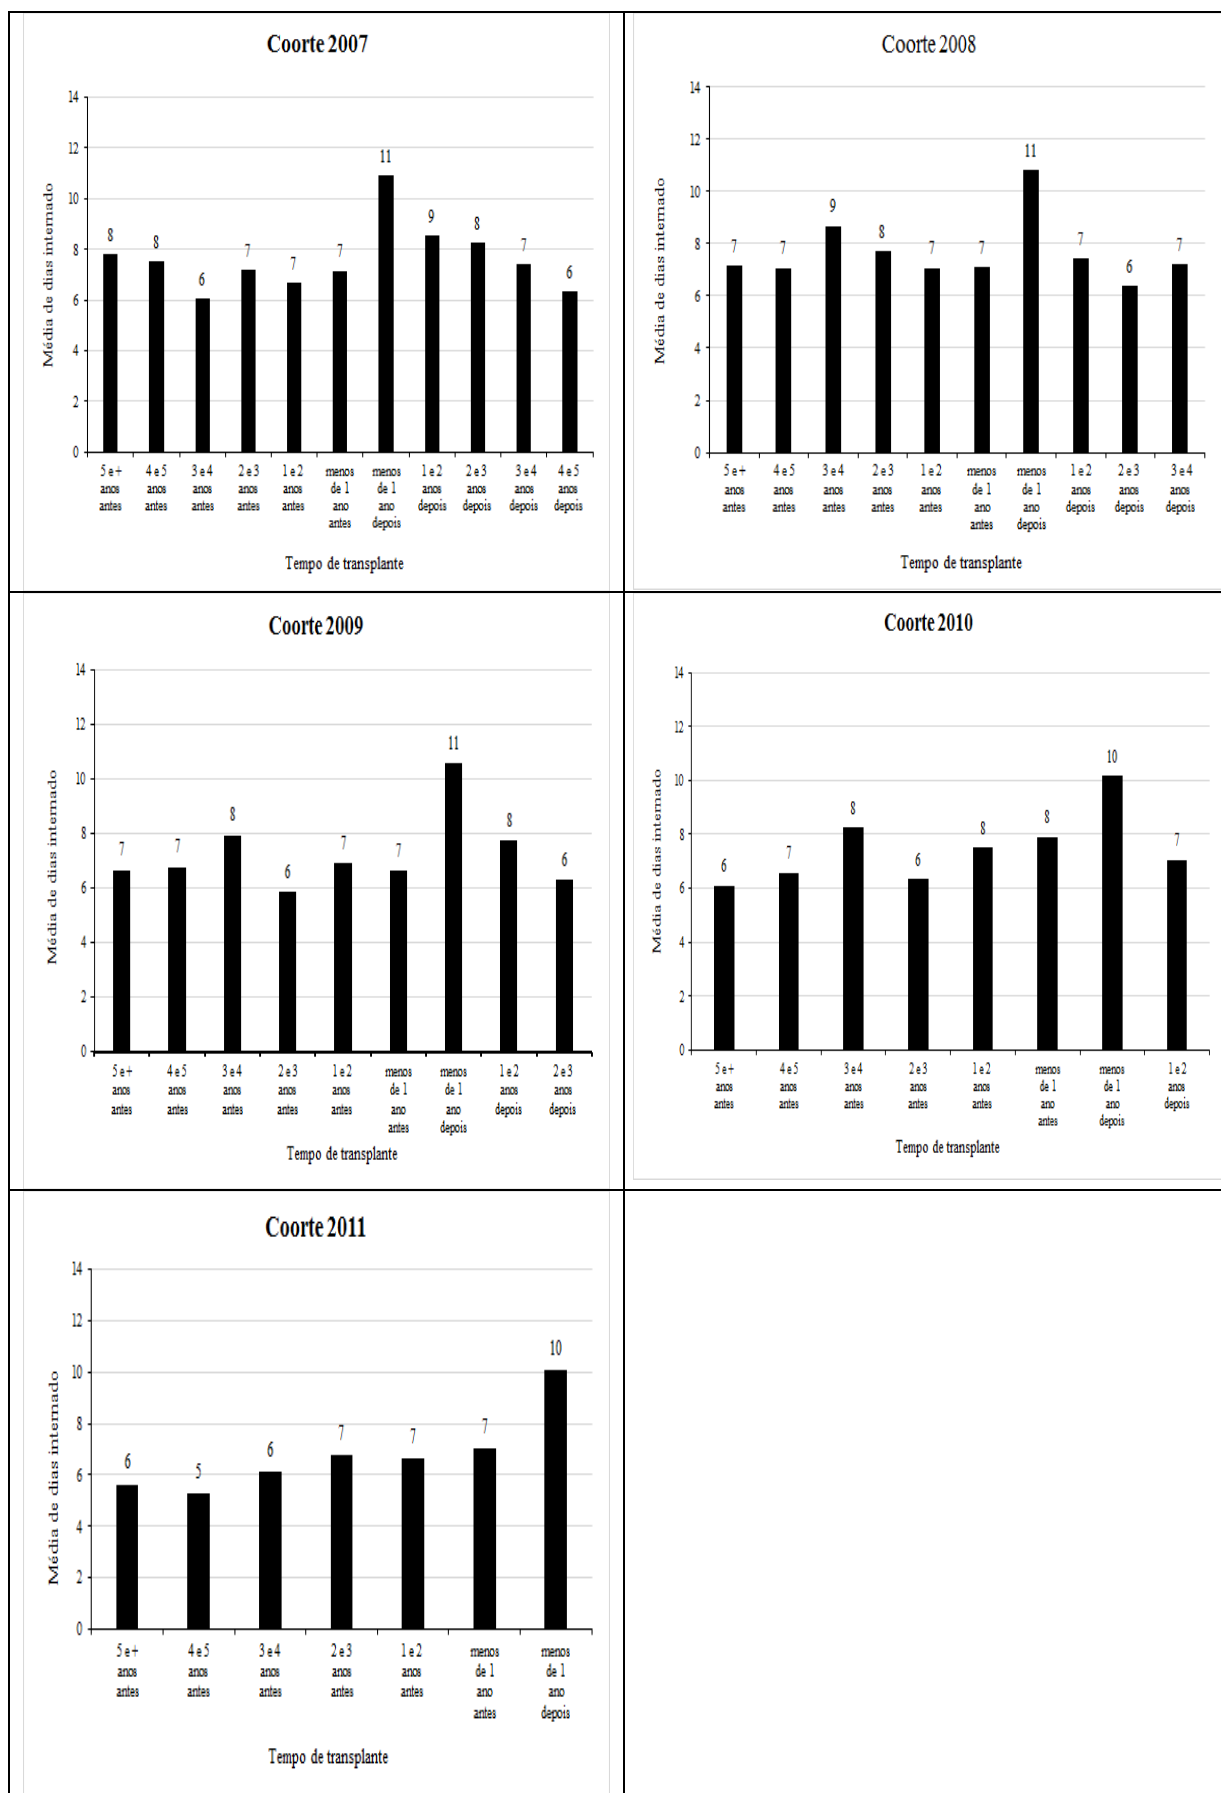 Coorte 2007
Média de dias internado
14
12
10
8
6
4
2
0
8
8
6
7
7
7
11
9
8
7
6
5 e + anos antes
4 e 5 anos antes
3 e 4 anos antes
2 e 3 anos antes
1 e 2 anos antes
menos de 1 ano antes
menos de 1 ano depois
1 e 2 anos depois
2 e 3 anos depois
3 e 4 anos depois
4 e 5 anos depois
Tempo de transplante
Coorte 2008
Média de dias internado
14
12
10
8
6
4
2
0
7
7
9
8
7
7
11
7
6
7
5 e + anos antes
4 e 5 anos antes
3 e 4 anos antes
2 e 3 anos antes
1 e 2 anos antes
menos de 1 ano antes
menos de 1 ano depois
1 e 2 anos depois
2 e 3 anos depois
3 e 4 anos depois
Tempo de transplante
Coorte 2009
Média de dias internado
14
12
10
8
6
4
2
0
7
7
8
6
7
7
11
8
6
5 e + anos antes
4 e 5 anos antes
3 e 4 anos antes
2 e 3 anos antes
1 e 2 anos antes
menos de 1 ano antes
menos de 1 ano depois
1 e 2 anos depois
2 e 3 anos depois
Tempo de transplante
Coorte 2010
Média de dias internado
14
12
10
8
6
4
2
0
6
7
8
6
8
8
10
7
5 e + anos antes
4 e 5 anos antes
3 e 4 anos antes
2 e 3 anos antes
1 e 2 anos antes
menos de 1 ano antes
menos de 1 ano depois
1 e 2 anos depois
Tempo de transplante
Coorte 2011
Média de dias internado
14
12
10
8
6
4
2
0
6
5
6
7
7
7
10
5 e + anos antes
4 e 5 anos antes
3 e 4 anos antes
2 e 3 anos antes
1 e 2 anos antes
menos de 1 ano antes
menos de 1 ano depois
Tempo de transplante